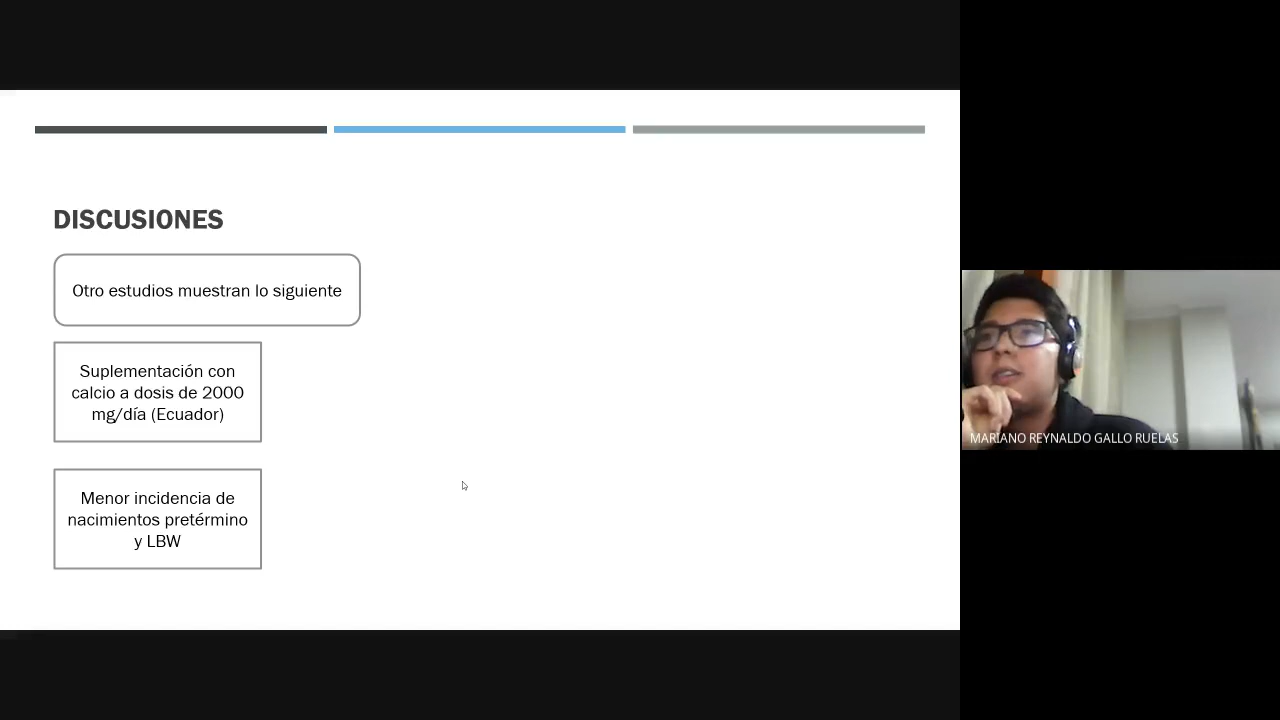 DISCUSIONES
Otro estudios muestran lo siguiente
Suplementación con
calcio a dosis de 2000
mg/día (Ecuador)
Menor incidencia de
nacimientos pretérmino
y LBW
MARIANO REYNALDO GALLO RUELAS